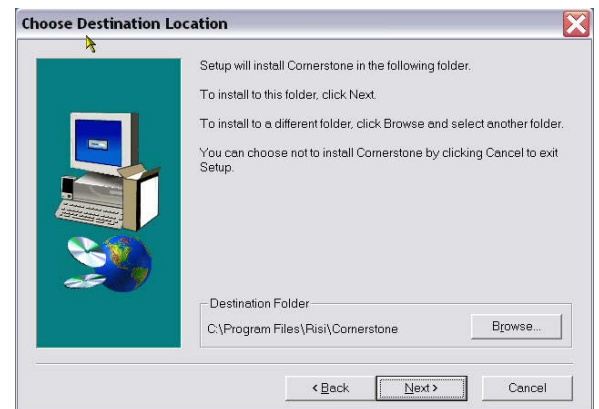 Choose Destination Location
Setup will install Cornerstone in the following folder.
To install to this folder, click Next.
To install to a different folder, click Browse and select another folder.
You can choose not to install Cornerstone by clicking Cancel to exit
Setup.
Destination Folder
C:\Program Files\Risi\Cornerstone
Browse...
< Back
Next >
Cancel